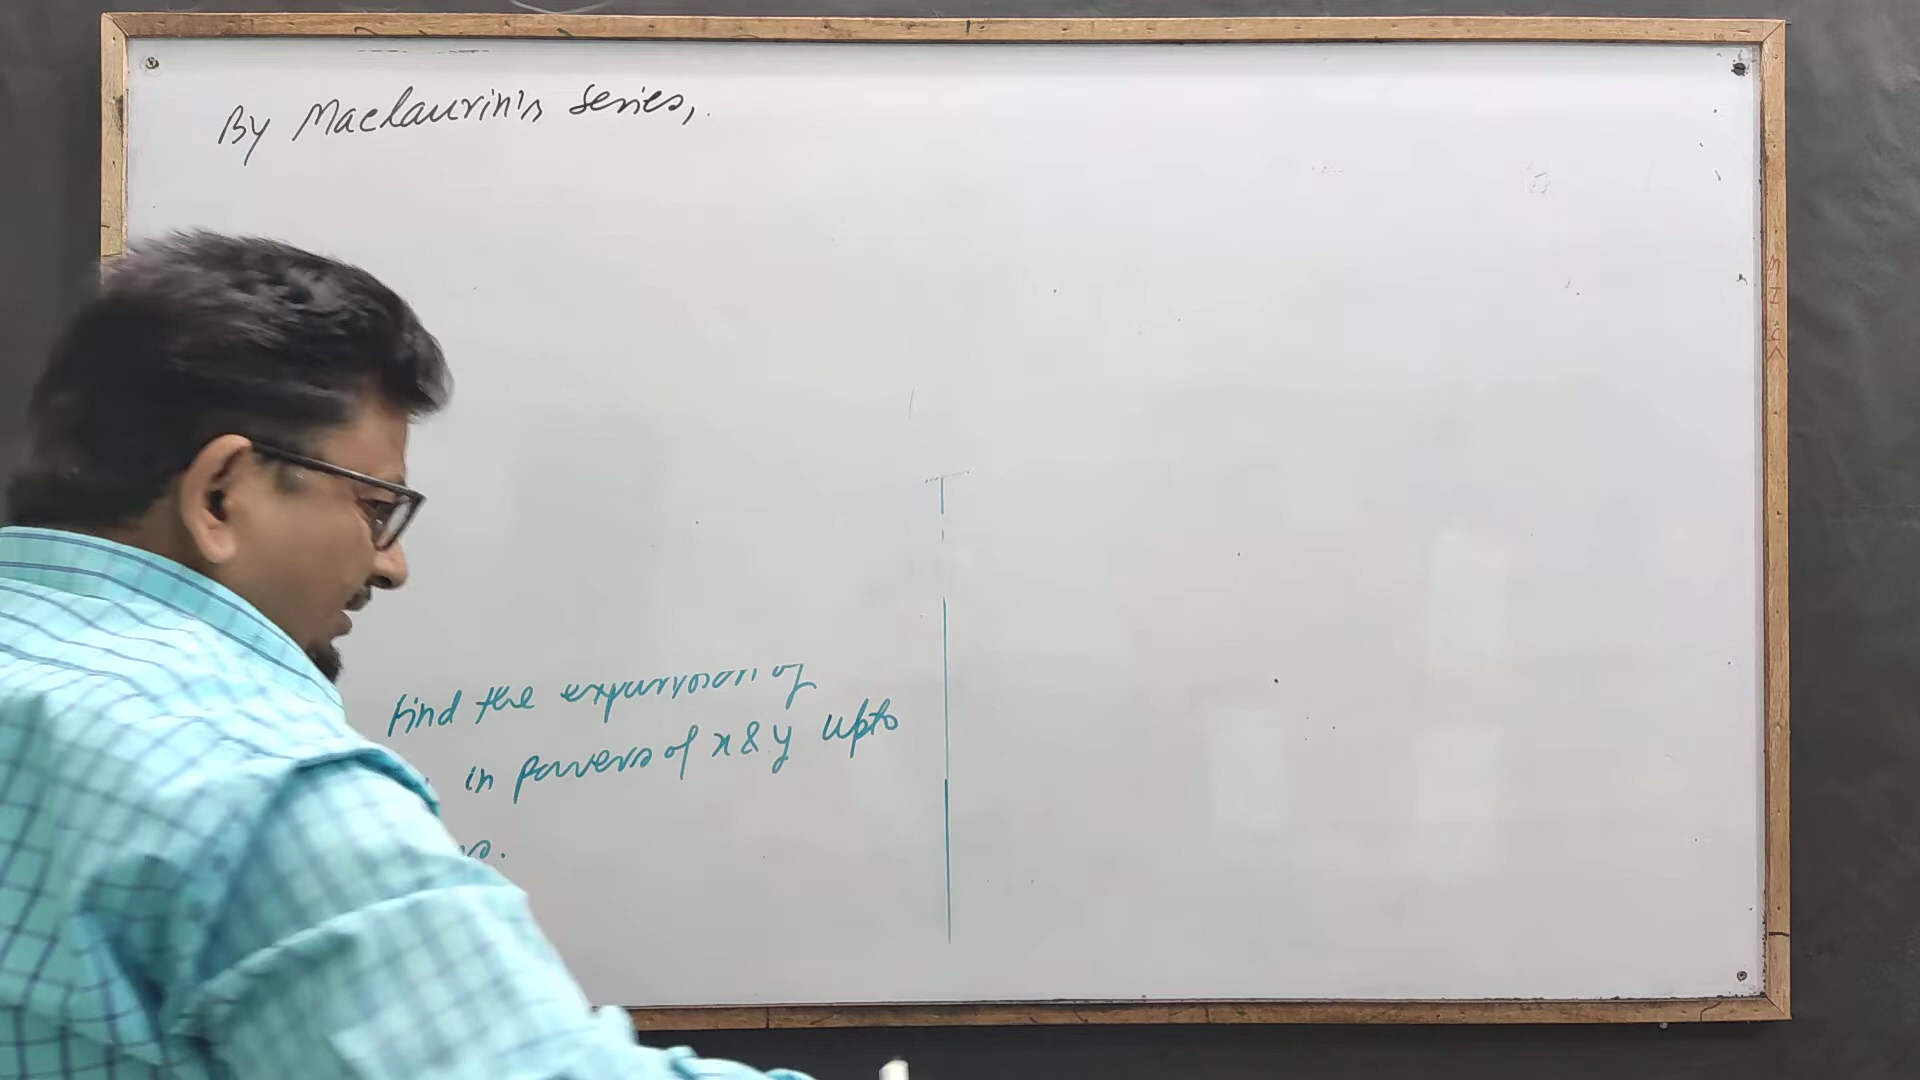 By Maclaurin's series,
find the expansion of
in powers of x & y upto